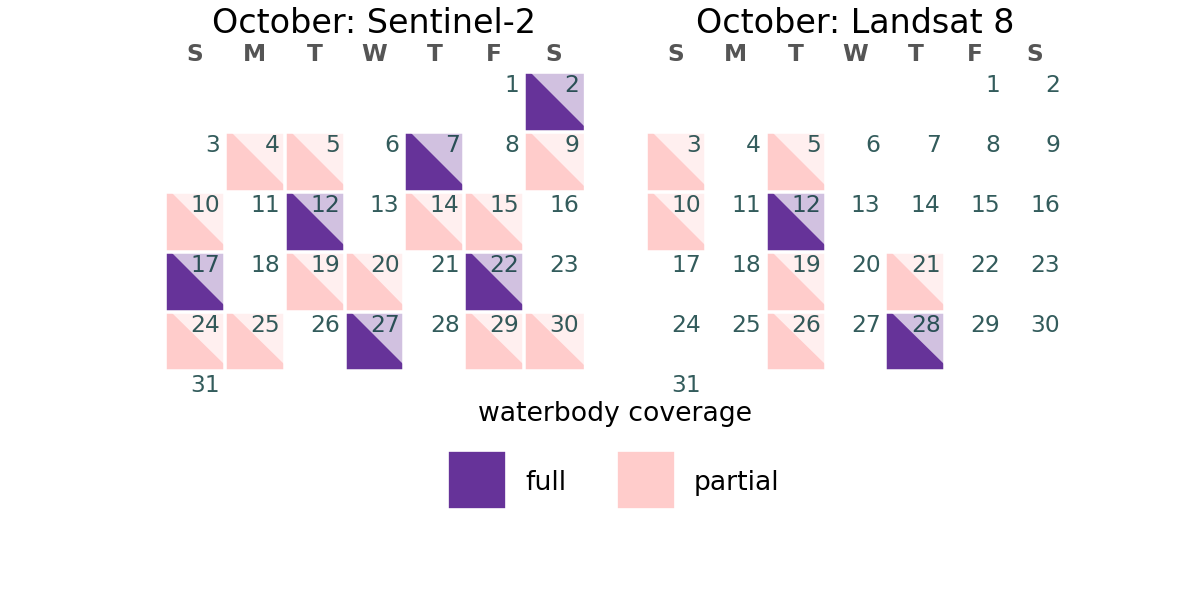 October: Sentinel-2
S M T W T F S
1 2
3 4 5 6 7 8 9
10 11 12 13 14 15 16
17 18 19 20 21 22 23
24 25 26 27 28 29 30
31
October: Landsat 8
S M T W T F S
1 2
3 4 5 6 7 8 9
10 11 12 13 14 15 16
17 18 19 20 21 22 23
24 25 26 27 28 29 30
31
waterbody coverage
full partial